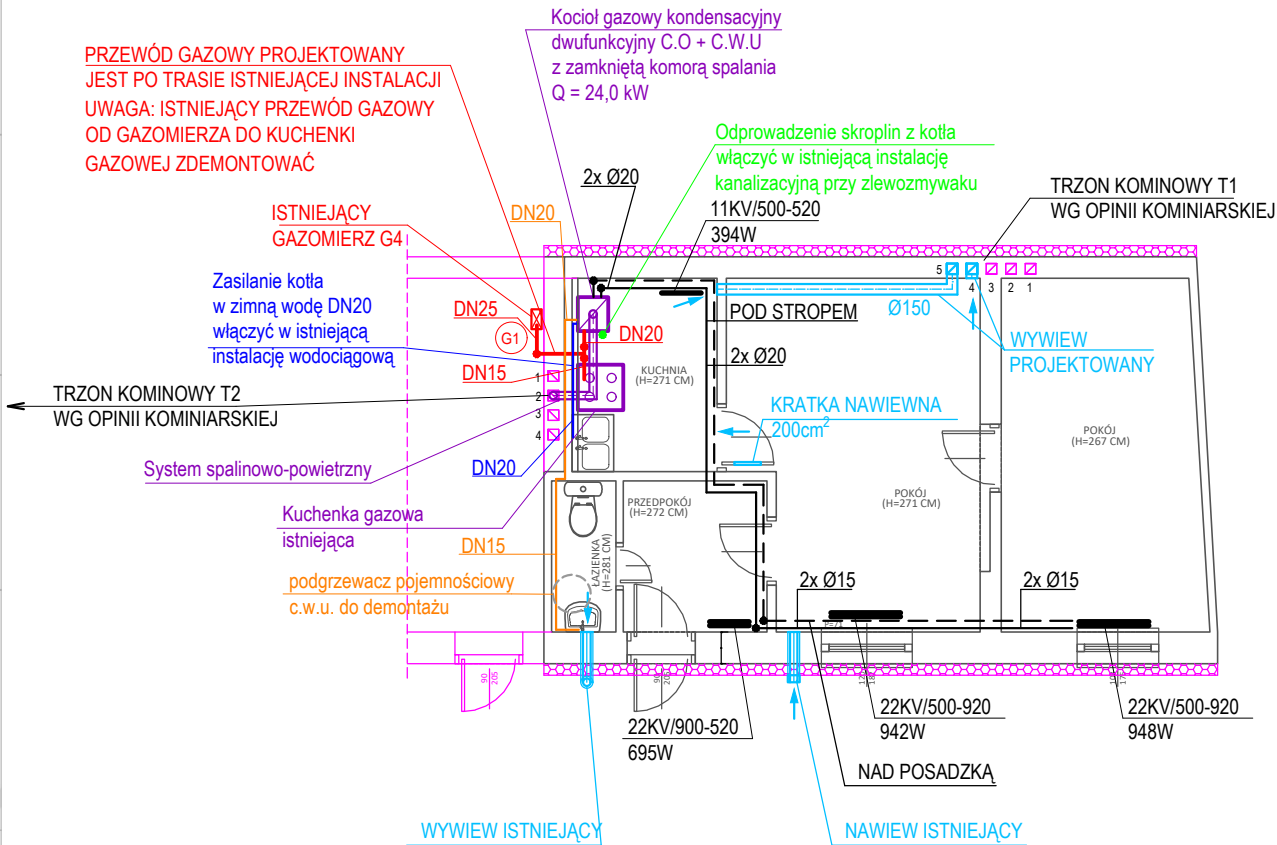 Kocioł gazowy kondensacyjny
dwufunkcyjny C.O + C.W.U
z zamkniętą komorą spalania
Q = 24,0 kW
PRZEWÓD GAZOWY PROJEKTOWANY
JEST PO TRASIE ISTNIEJĄCEJ INSTALACJI
UWAGA: ISTNIEJĄCY PRZEWÓD GAZOWY
OD GAZOMIERZA DO KUCHENKI
GAZOWEJ ZDEMONTOWAĆ
Odprowadzenie skroplin z kotła
włączyć w istniejącą instalację
kanalizacyjną przy zlewozmywaku
2x Ø20
11KV/500-520
394W
TRZON KOMINOWY T1
WG OPINII KOMINIARSKIEJ
ISTNIEJĄCY
GAZOMIERZ G4
DN20
5
4
3
2
1
Zasilanie kotła
w zimną wodę DN20
włączyć w istniejącą
instalację wodociągową
DN25
G1
DN20
POD STROPEM
Ø150
WYWIEW
PROJEKTOWANY
2x Ø20
DN15
KUCHNIA
(H=271 CM)
1
2
3
4
TRZON KOMINOWY T2
WG OPINII KOMINIARSKIEJ
KRATKA NAWIEWNA
200cm²
POKÓJ
(H=267 CM)
System spalinowo-powietrzny
DN20
Kuchenka gazowa
istniejąca
PRZEDPOKÓJ
(H=272 CM)
POKÓJ
(H=271 CM)
DN15
ŁAZIENKA
(H=281 CM)
podgrzewacz pojemnościowy
c.w.u. do demontażu
2x Ø15
2x Ø15
P=71
90
205
90
22KV/900-520
695W
22KV/500-920
942W
22KV/500-920
948W
NAD POSADZKĄ
WYWIEW ISTNIEJĄCY
NAWIEW ISTNIEJĄCY